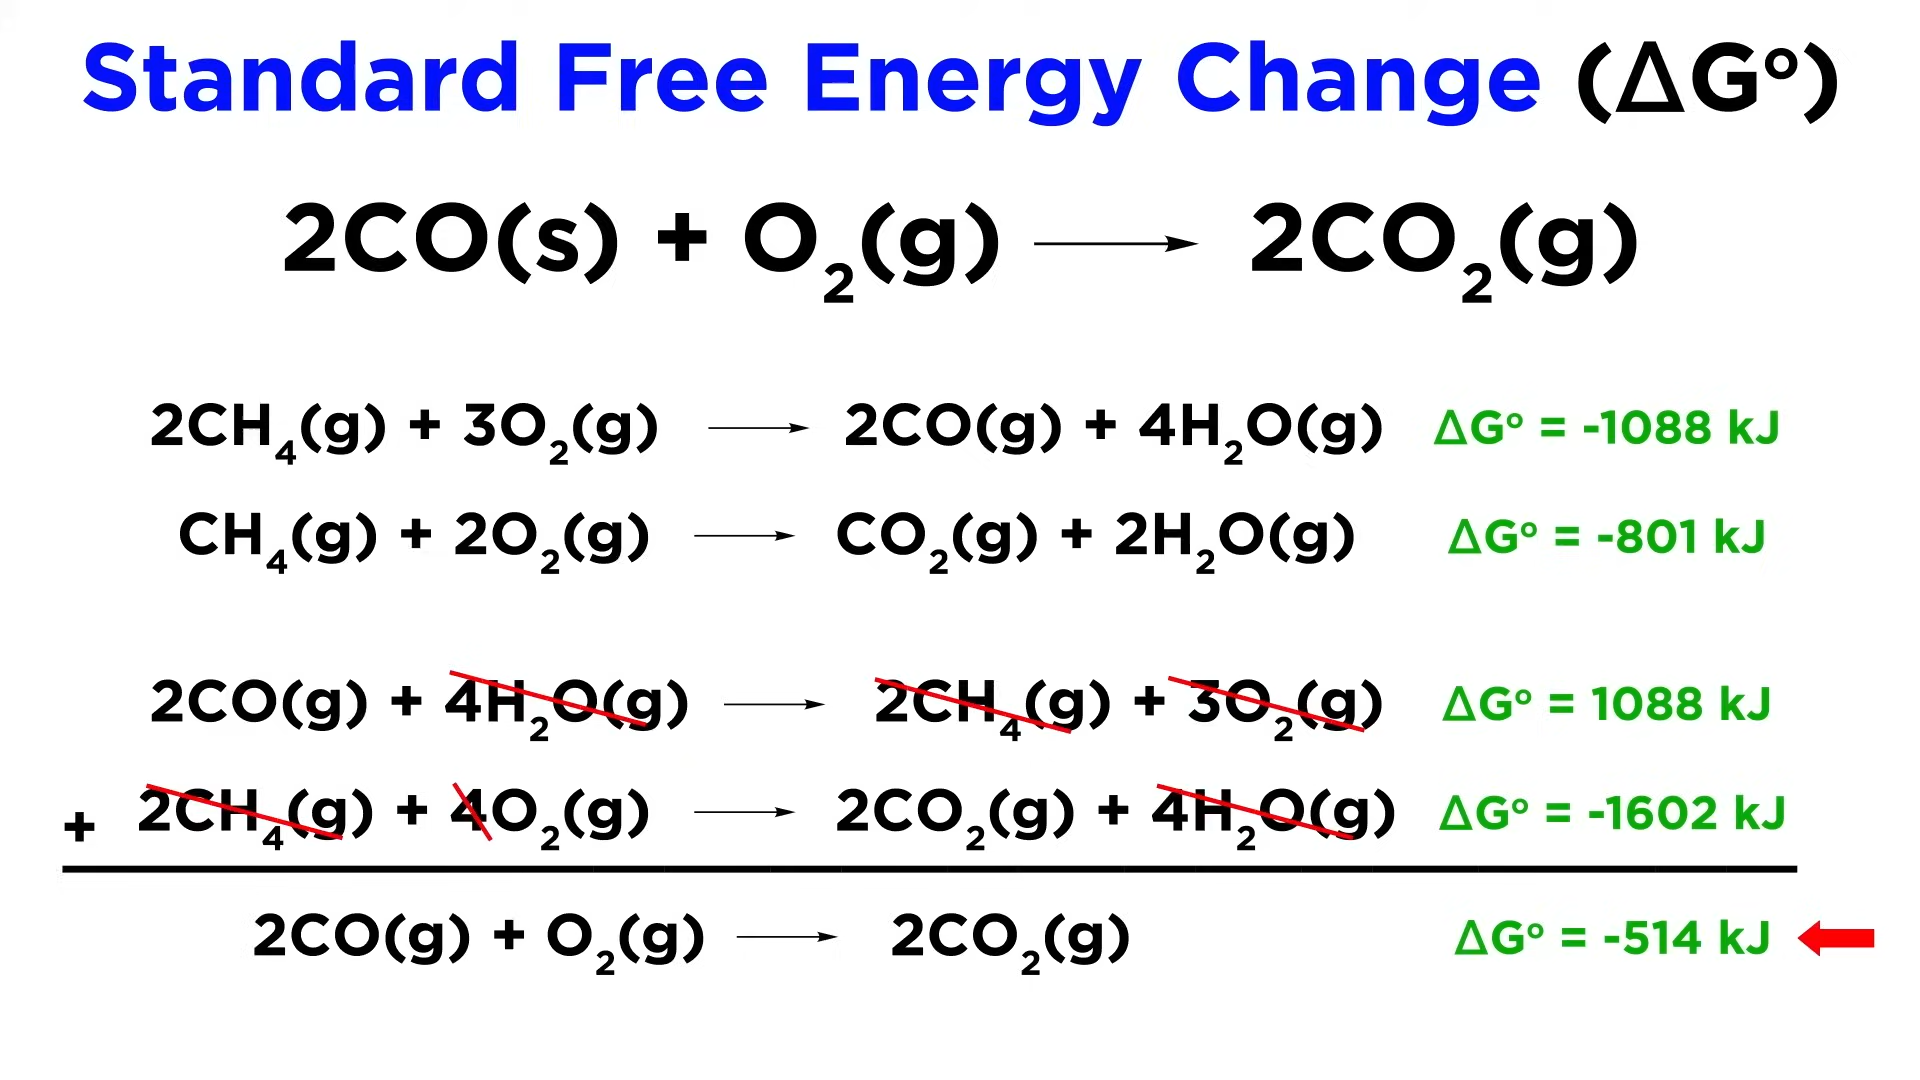 Standard Free Energy Change (ΔG°)
2CO(s) + O₂(g) ⟶ 2CO₂(g)
2CH₄(g) + 3O₂(g) ⟶ 2CO(g) + 4H₂O(g) ΔG° = -1088 kJ
CH₄(g) + 2O₂(g) ⟶ CO₂(g) + 2H₂O(g) ΔG° = -801 kJ
2CO(g) + 4H₂O(g) ⟶ 2CH₄(g) + 3O₂(g) ΔG° = 1088 kJ
+ 2CH₄(g) + 4O₂(g) ⟶ 2CO₂(g) + 4H₂O(g) ΔG° = -1602 kJ
2CO(g) + O₂(g) ⟶ 2CO₂(g) ΔG° = -514 kJ